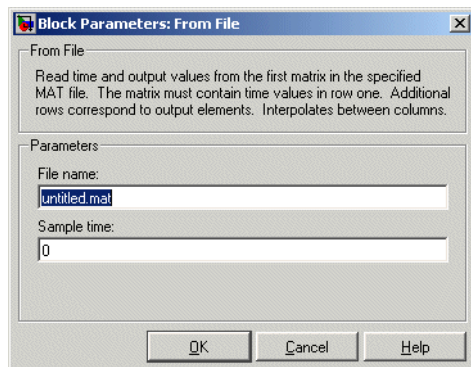 Block Parameters: From File
From File
Read time and output values from the first matrix in the specified
MAT file. The matrix must contain time values in row one. Additional
rows correspond to output elements. Interpolates between columns.
Parameters
File name:
untitled.mat
Sample time:
0
OK Cancel Help